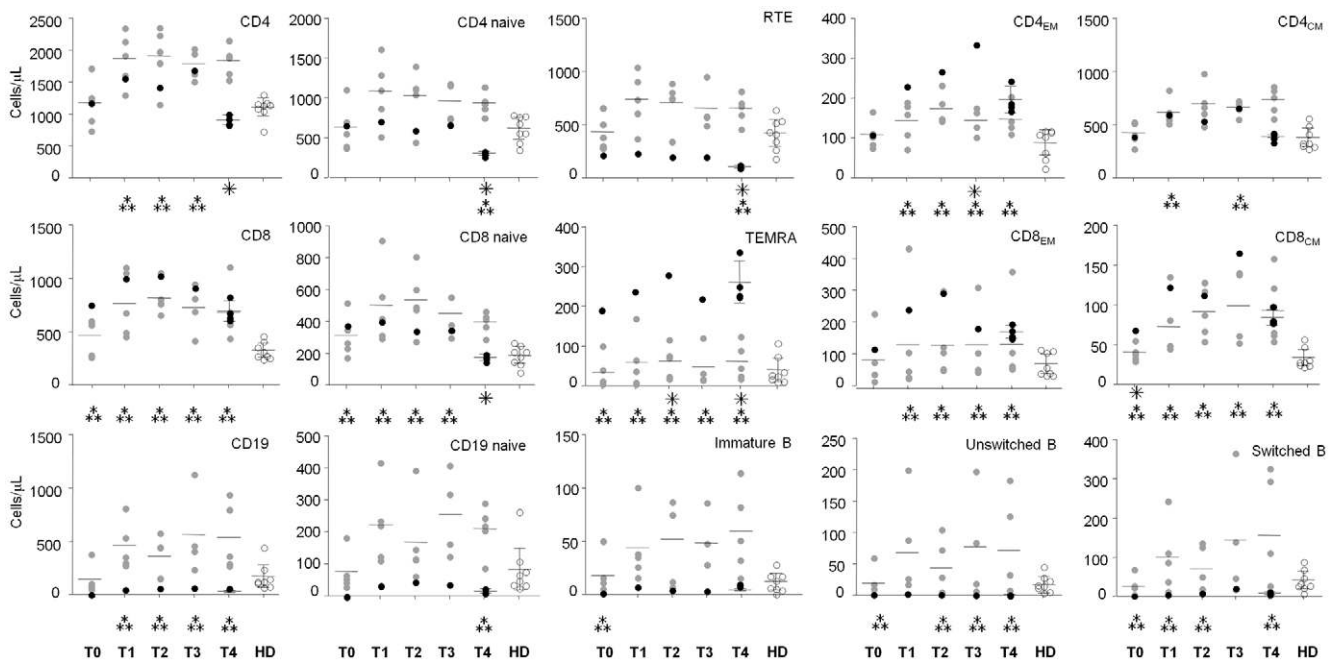 CD4 CD4 naive RTE CD4EM CD4CM
2500 2000 1500 400 1500
2000
1500 300
1500 1000 1000
1000 200
1000
500 500 500
500 100
0 0 0 0 0
Cells/μL
* * * * *
** ** ** * ** ** ** * ** ** ** ** ** ** **
CD8 CD8 naive TEMRA CD8EM CD8CM
1500 1000 400 500 200
800 400
300 150
1000
600 300
200 100
400 200
500
200 100 100 50
0 0 0 0 0
Cells/μL
CD19 CD19 naive Immature B Unswitched B Switched B
1500 500 150 250 400
400 200
300
1000 100
300 150
200
200 100
500 50
100 50 100
0 0 0 0 0
Cells/μL
T0 T1 T2 T3 T4 HD T0 T1 T2 T3 T4 HD T0 T1 T2 T3 T4 HD T0 T1 T2 T3 T4 HD T0 T1 T2 T3 T4 HD